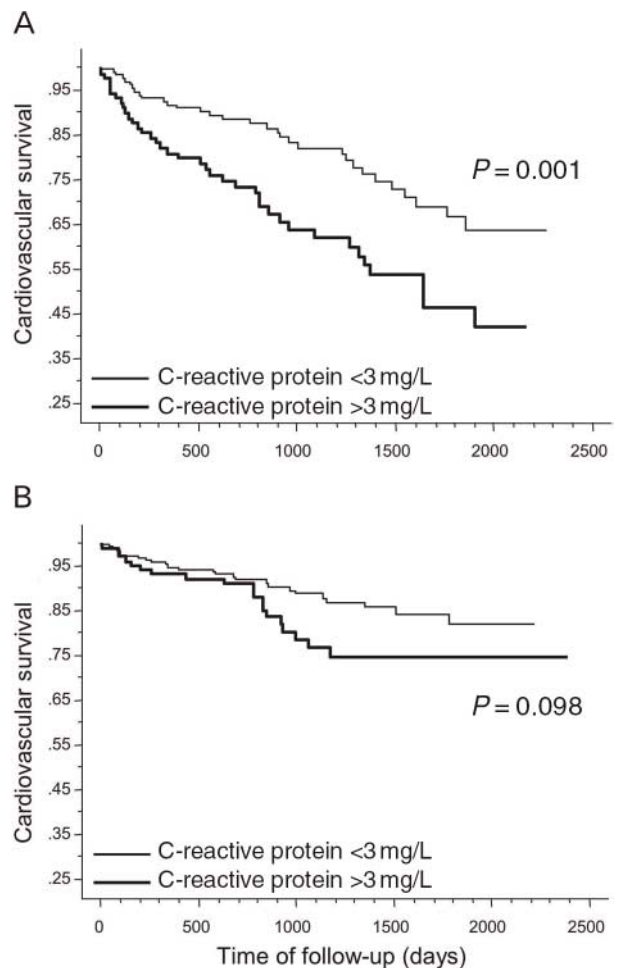 A
Cardiovascular survival
.95
.85
.75
.65
.55
.45
.35
.25
P = 0.001
C-reactive protein <3 mg/L
C-reactive protein >3 mg/L
0 500 1000 1500 2000 2500
B
Cardiovascular survival
.95
.85
.75
.65
.55
.45
.35
.25
P = 0.098
C-reactive protein <3 mg/L
C-reactive protein >3 mg/L
0 500 1000 1500 2000 2500
Time of follow-up (days)